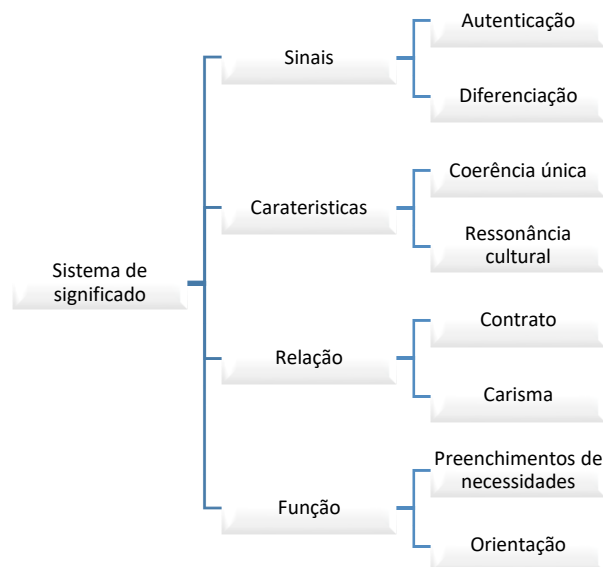 Sistema de
significado
Sinais
Autenticação
Diferenciação
Carateristicas
Coerência única
Ressonância
cultural
Relação
Contrato
Carisma
Função
Preenchimentos de
necessidades
Orientação